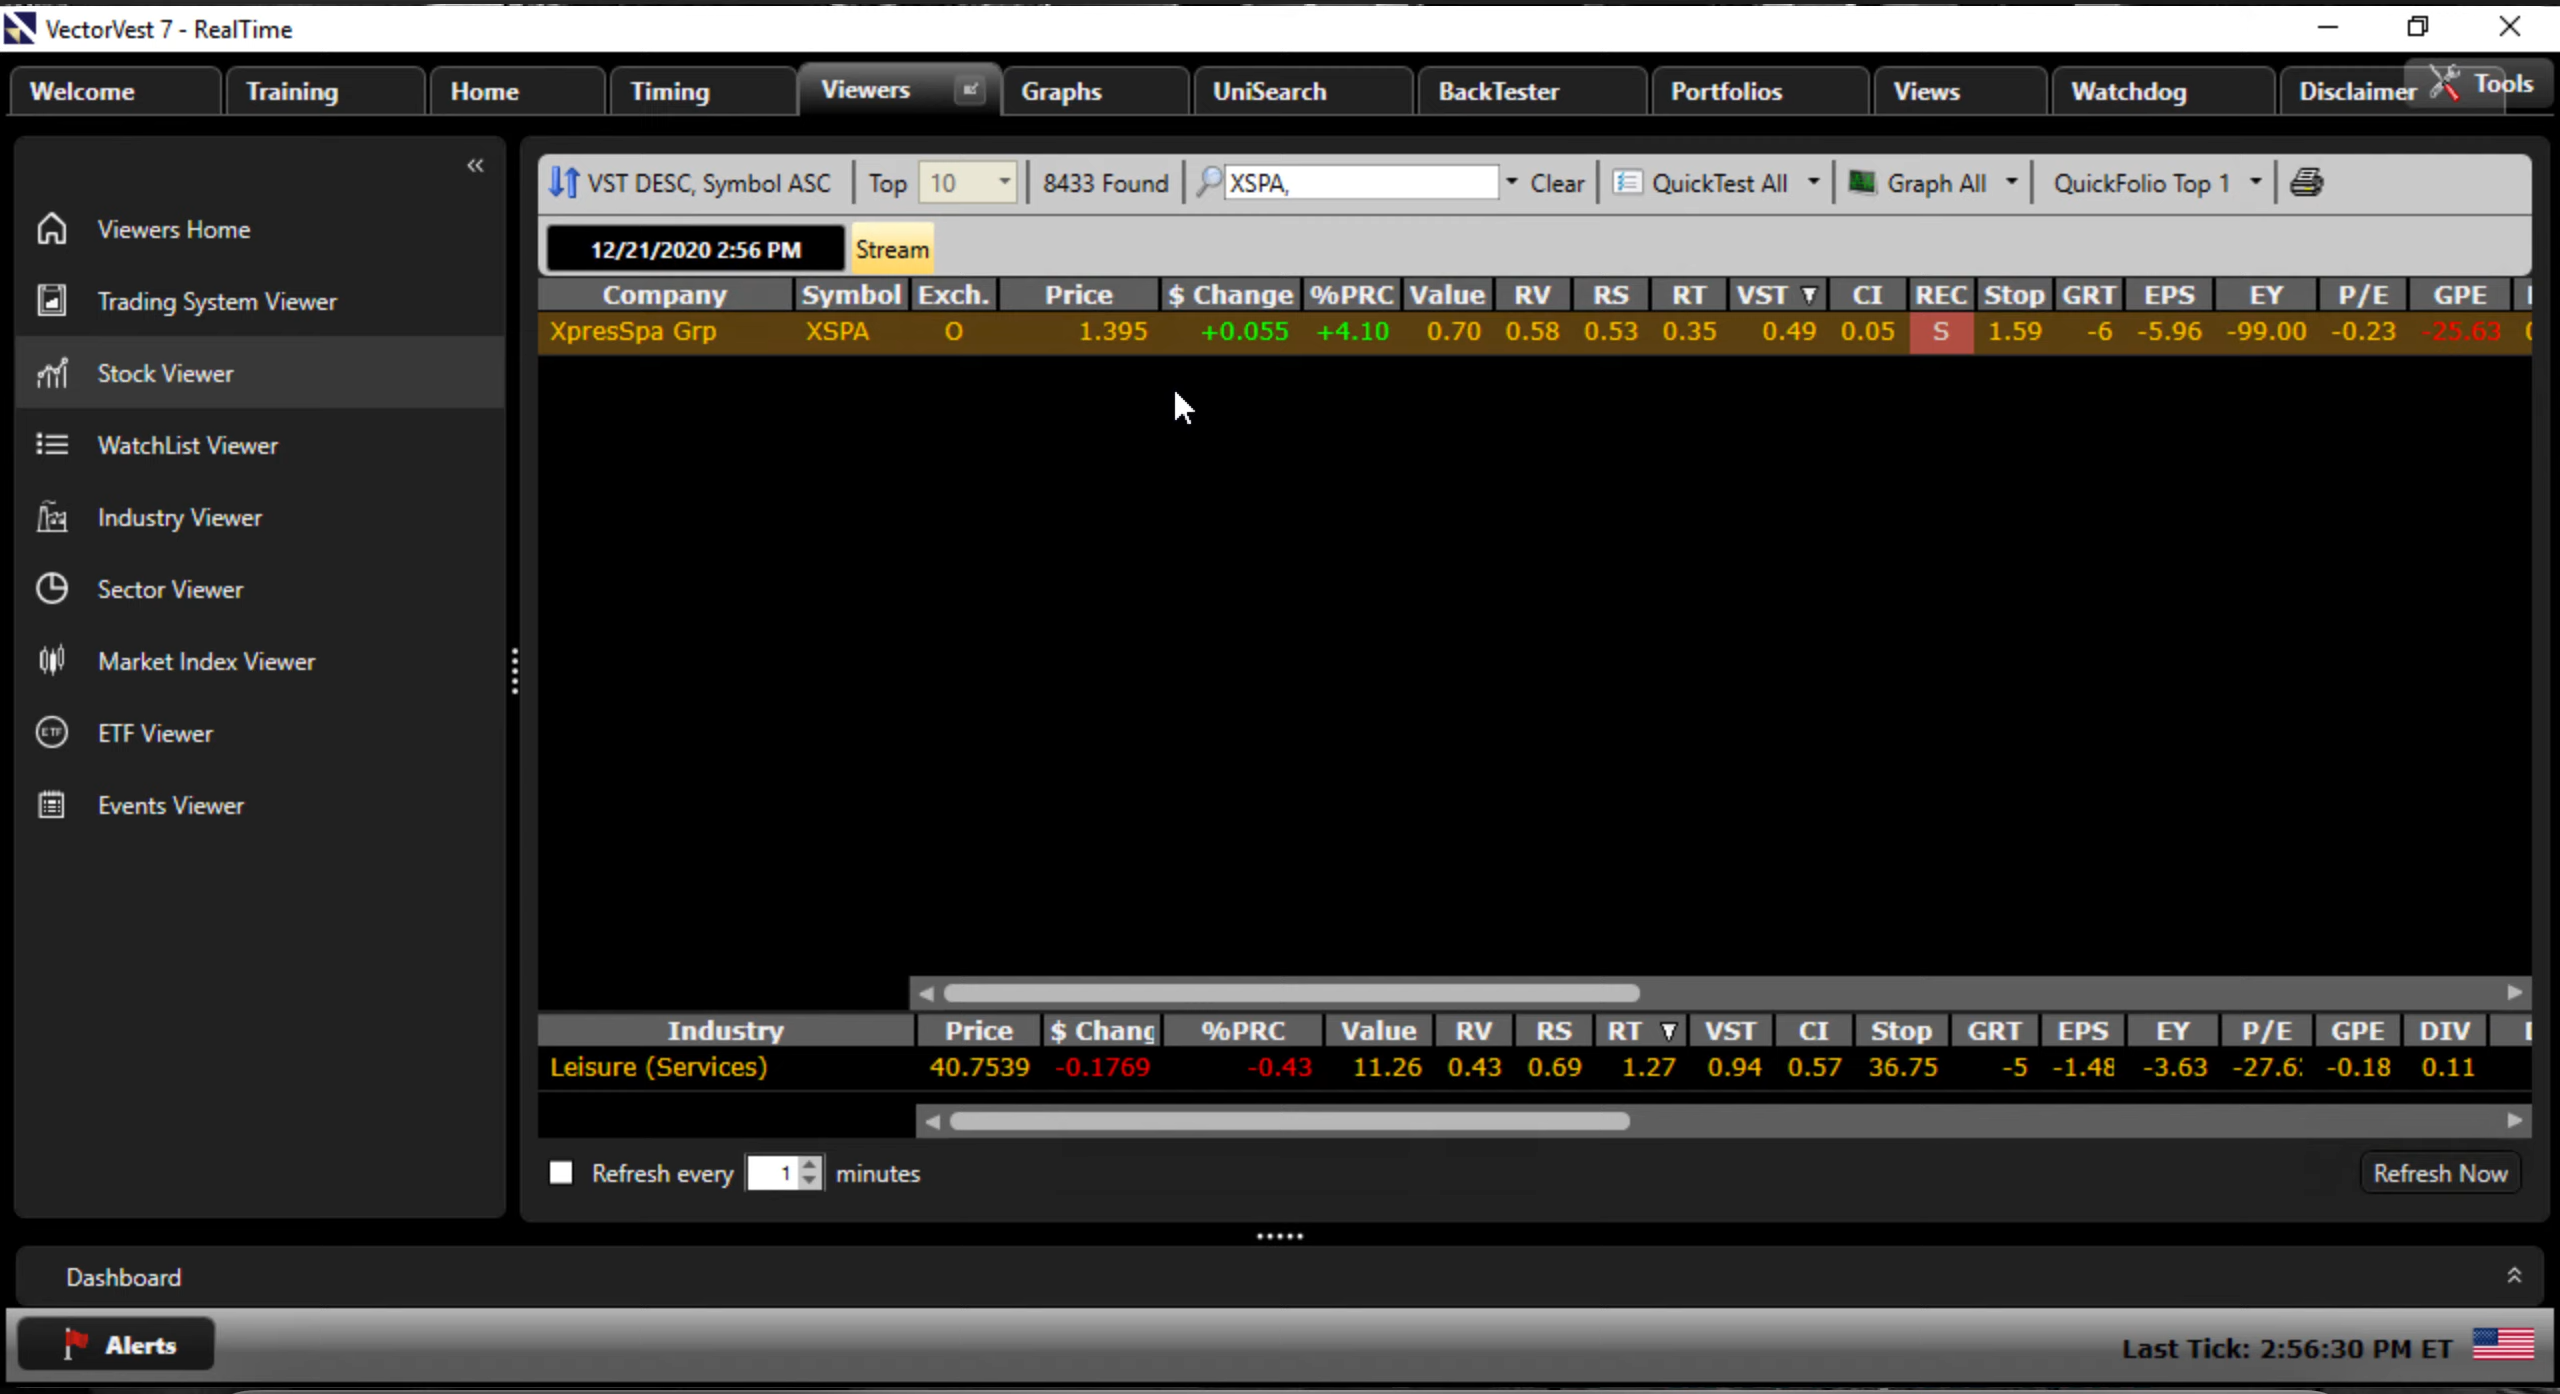 VectorVest 7 - RealTime
Welcome Training Home Timing Viewers Graphs UniSearch BackTester Portfolios Views Watchdog Disclaimer Tools
VST DESC, Symbol ASC Top 10 8433 Found XSPA, Clear QuickTest All Graph All QuickFolio Top 1
12/21/2020 2:56 PM Stream
Company Symbol Exch. Price $ Change %PRC Value RV RS RT VST CI REC Stop GRT EPS EY P/E GPE
XpresSpa Grp XSPA O 1.395 +0.055 +4.10 0.70 0.58 0.53 0.35 0.49 0.05 S 1.59 -6 -5.96 -99.00 -0.23 -25.63
Viewers Home
Trading System Viewer
Stock Viewer
WatchList Viewer
Industry Viewer
Sector Viewer
Market Index Viewer
ETF ETF Viewer
Events Viewer
Industry Price $ Chang %PRC Value RV RS RT VST CI Stop GRT EPS EY P/E GPE DIV
Leisure (Services) 40.7539 -0.1769 -0.43 11.26 0.43 0.69 1.27 0.94 0.57 36.75 -5 -1.48 -3.63 -27.6 -0.18 0.11
Refresh every 1 minutes Refresh Now
Dashboard
Alerts Last Tick: 2:56:30 PM ET